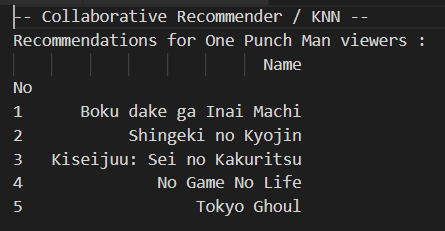 -- Collaborative Recommender / KNN --
Recommendations for One Punch Man viewers :
Name
No
1 Boku dake ga Inai Machi
2 Shingeki no Kyojin
3 Kiseijuu: Sei no Kakuritsu
4 No Game No Life
5 Tokyo Ghoul